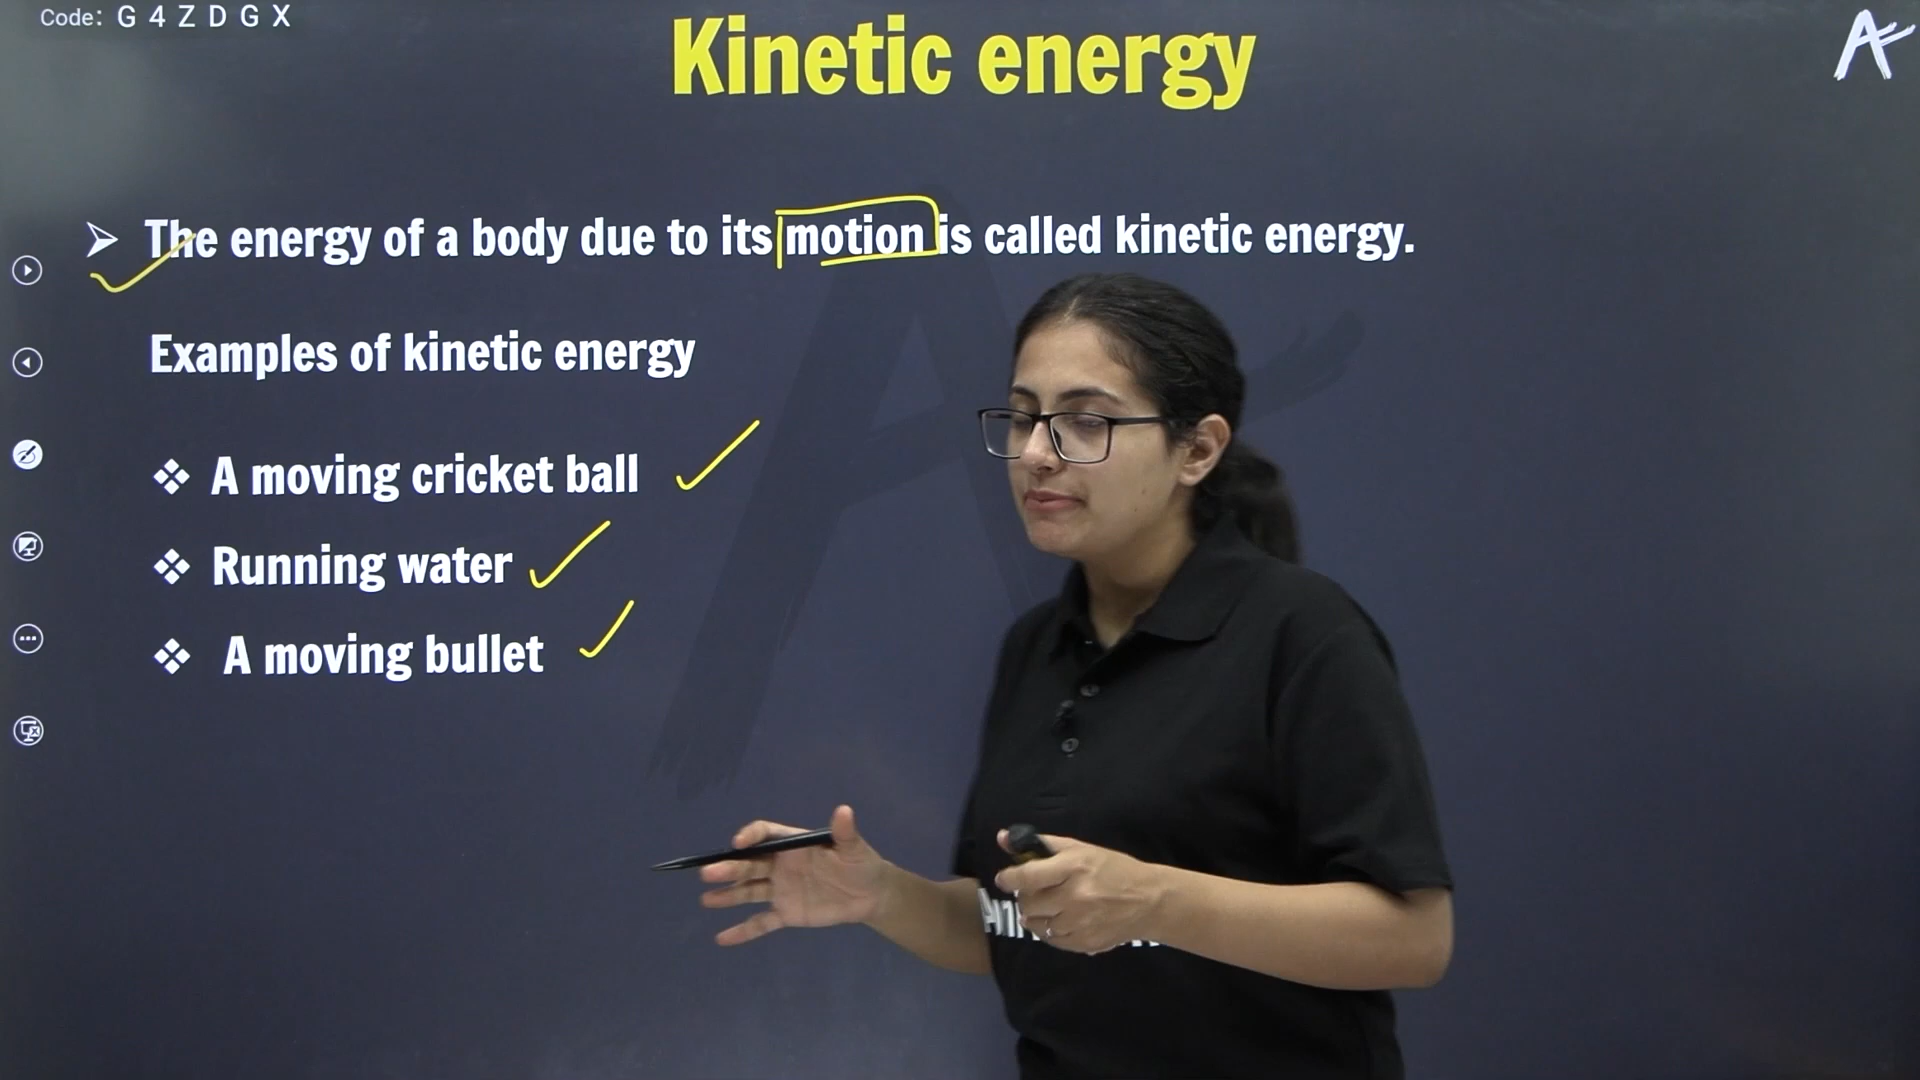 Code: G 4 Z D G X
Kinetic energy
➢ The energy of a body due to its motion is called kinetic energy.
Examples of kinetic energy
❖ A moving cricket ball
❖ Running water
❖ A moving bullet